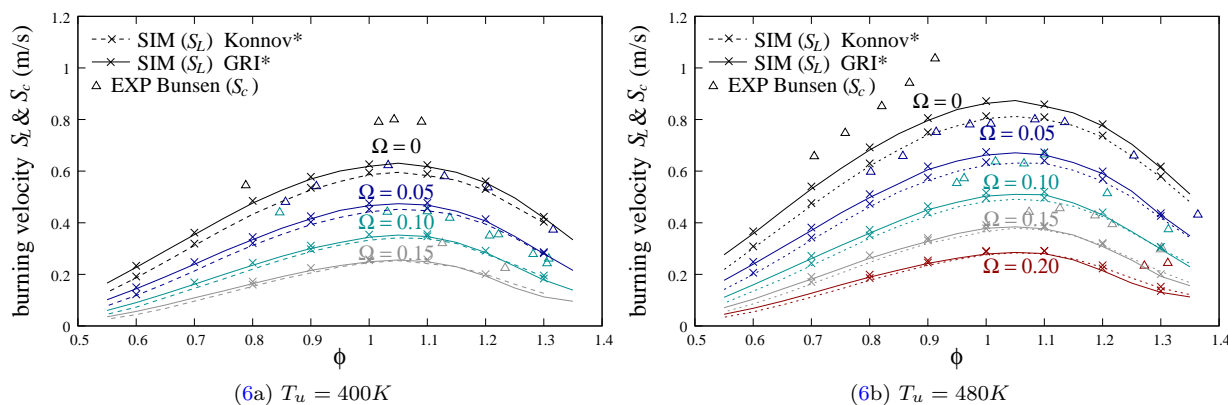 burning velocity S_L & S_c (m/s)
1.2
1
0.8
0.6
0.4
0.2
0
SIM (S_L) Konnov*
SIM (S_L) GRI*
EXP Bunsen (S_c)
Ω = 0
Ω = 0.05
Ω = 0.10
Ω = 0.15
0.5 0.6 0.7 0.8 0.9 1 1.1 1.2 1.3 1.4
ϕ
(6a) T_u = 400K
burning velocity S_L & S_c (m/s)
1.2
1
0.8
0.6
0.4
0.2
0
SIM (S_L) Konnov*
SIM (S_L) GRI*
EXP Bunsen (S_c)
Ω = 0
Ω = 0.05
Ω = 0.10
Ω = 0.15
Ω = 0.20
0.5 0.6 0.7 0.8 0.9 1 1.1 1.2 1.3 1.4
ϕ
(6b) T_u = 480K